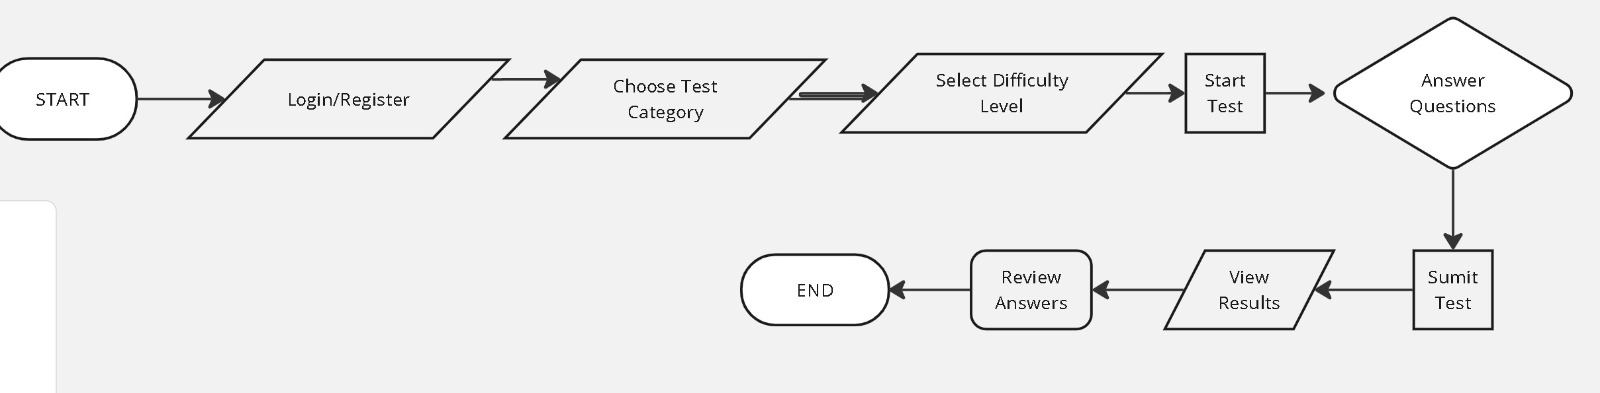 START
Login/Register
Choose Test
Category
Select Difficulty
Level
Start
Test
Answer
Questions
Sumit
Test
View
Results
Review
Answers
END